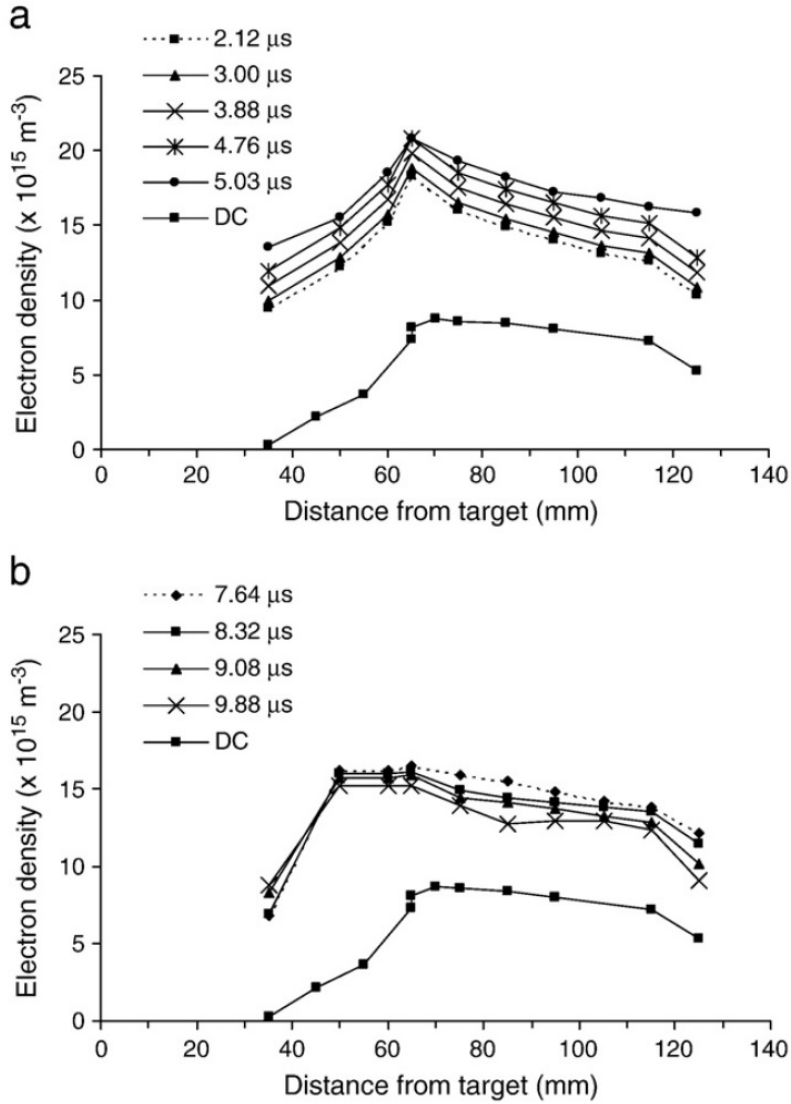 a
2.12 μs
3.00 μs
3.88 μs
4.76 μs
5.03 μs
DC
25
20
15
10
5
0
Electron density (x 10¹⁵ m⁻³)
0 20 40 60 80 100 120 140
Distance from target (mm)
b
7.64 μs
8.32 μs
9.08 μs
9.88 μs
DC
25
20
15
10
5
0
Electron density (x 10¹⁵ m⁻³)
0 20 40 60 80 100 120 140
Distance from target (mm)